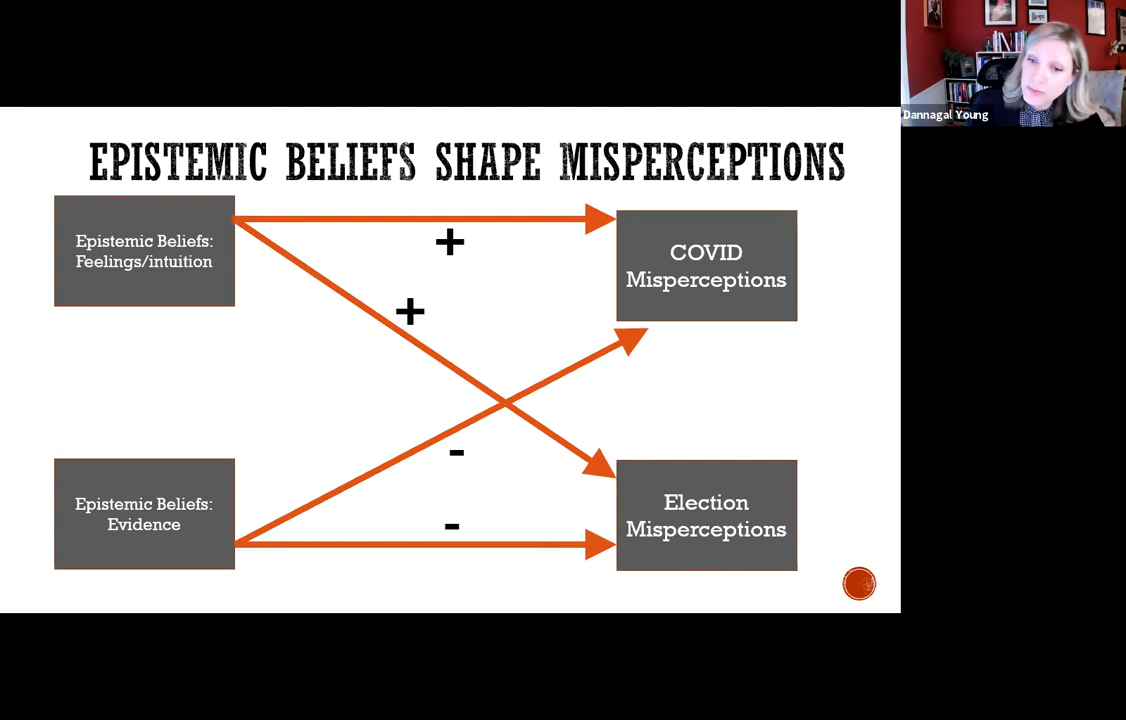 Dannagal Young
EPISTEMIC BELIEFS SHAPE MISPERCEPTIONS
Epistemic Beliefs:
Feelings/intuition
+
COVID
Misperceptions
+
-
Epistemic Beliefs:
Evidence
-
Election
Misperceptions